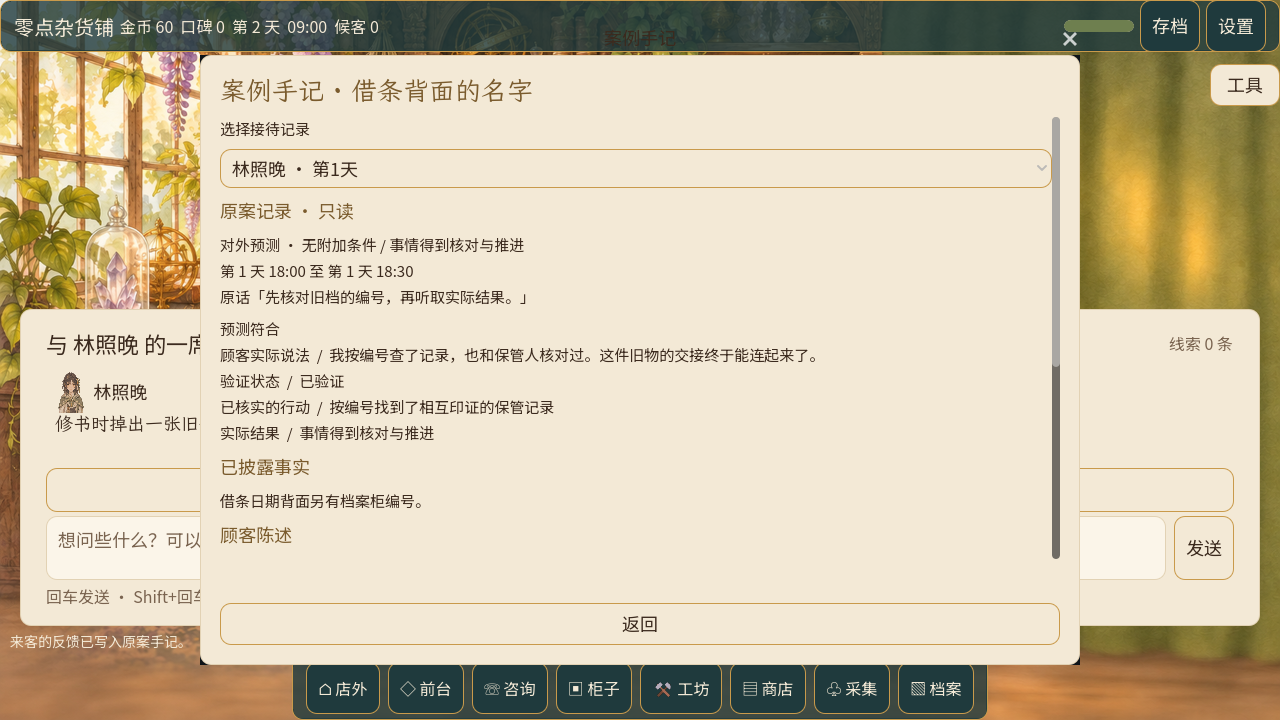 零点杂货铺 金币 60 口碑 0 第 2 天 09:00 候客 0
存档
设置
案例手记
×
工具
案例手记·借条背面的名字
选择接待记录
林照晚 · 第1天
原案记录 · 只读
对外预测 · 无附加条件 / 事情得到核对与推进
第 1 天 18:00 至 第 1 天 18:30
原话「先核对旧档的编号，再听取实际结果。」
预测符合
顾客实际说法 / 我按编号查了记录，也和保管人核对过。这件旧物的交接终于能连起来了。
验证状态 / 已验证
已核实的行动 / 按编号找到了相互印证的保管记录
实际结果 / 事情得到核对与推进
已披露事实
借条日期背面另有档案柜编号。
顾客陈述
返回
与 林照晚 的一席
线索 0 条
林照晚
修书时掉出一张旧
想问些什么？可以
发送
回车发送 · Shift+回车
来客的反馈已写入原案手记。
店外
前台
咨询
柜子
工坊
商店
采集
档案